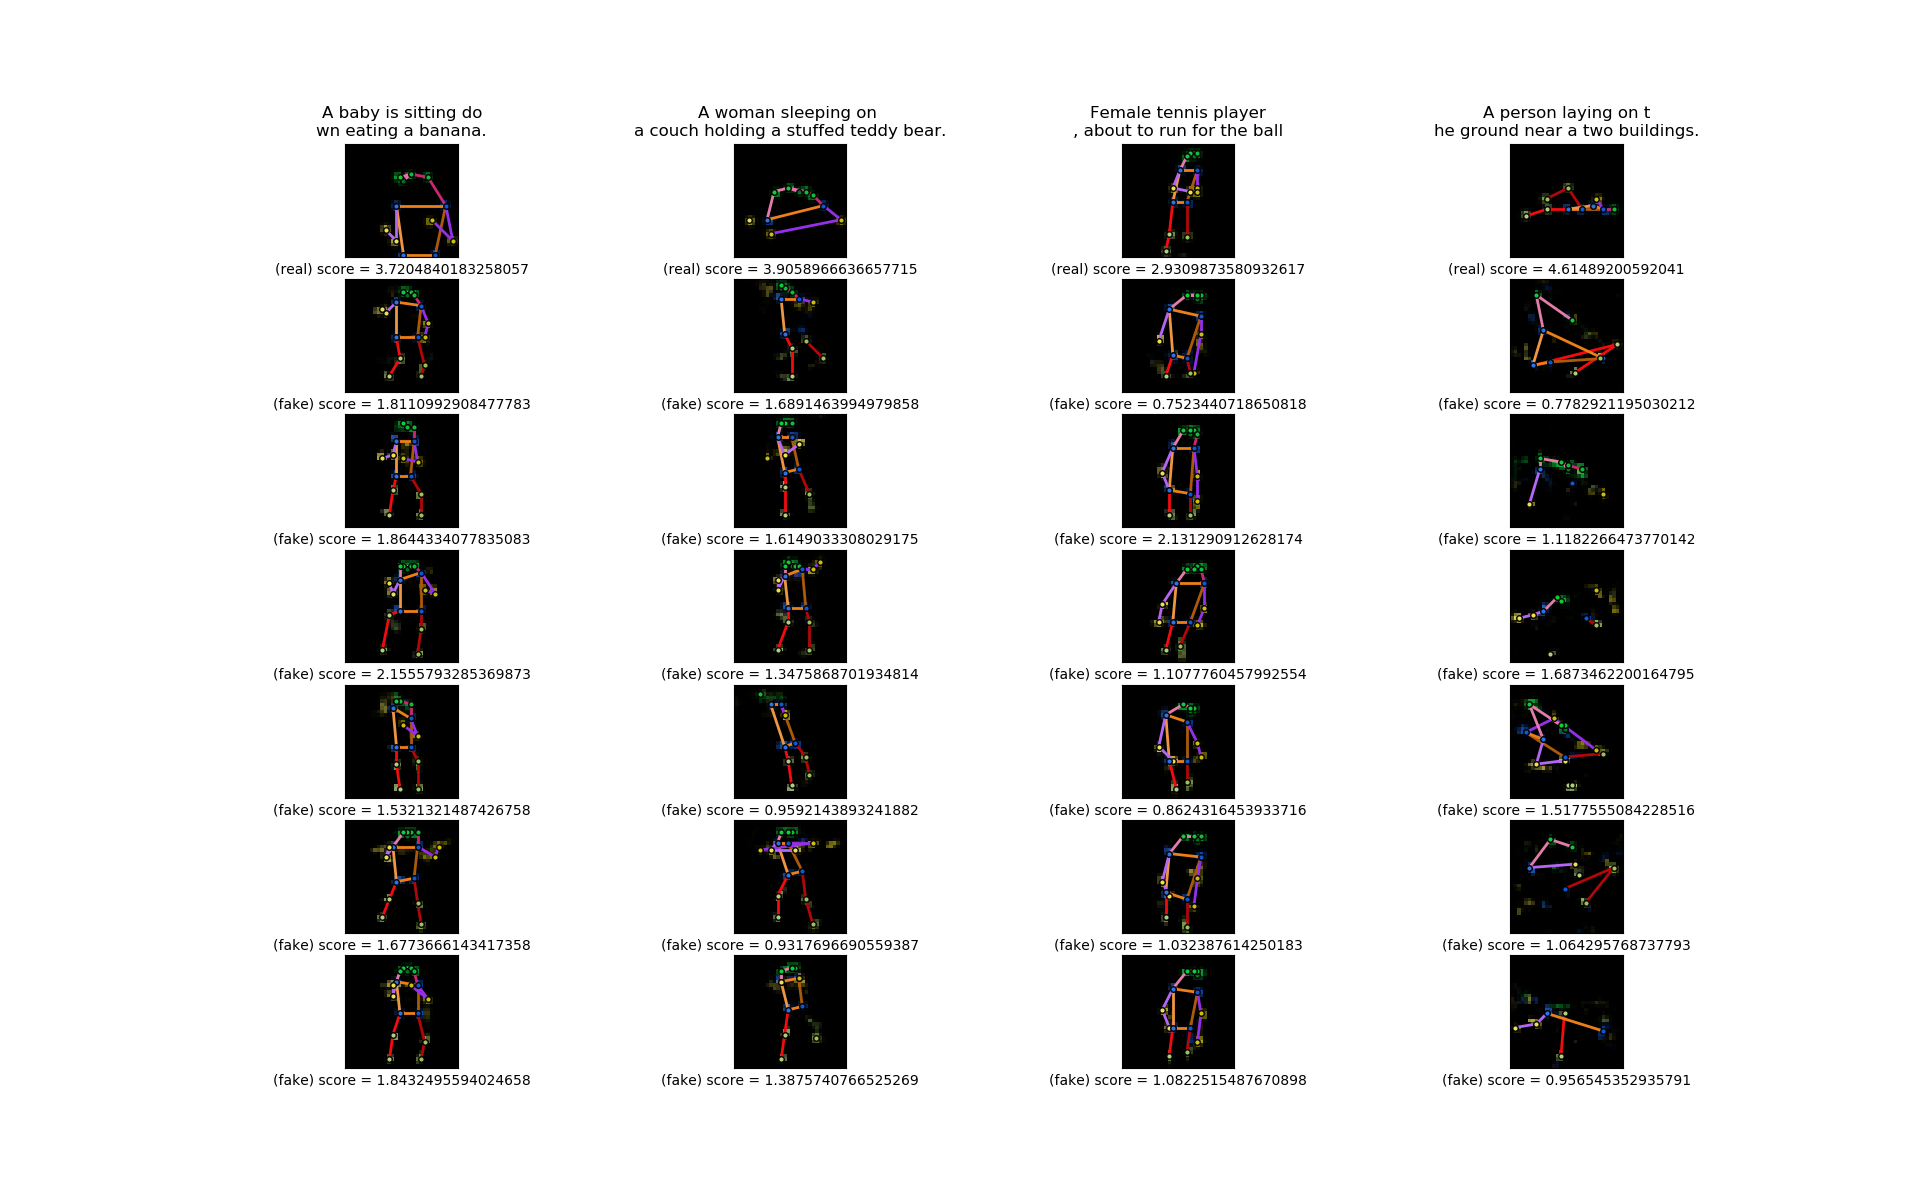 A baby is sitting do
wn eating a banana.
A woman sleeping on
a couch holding a stuffed teddy bear.
Female tennis player
, about to run for the ball
A person laying on t
he ground near a two buildings.
(real) score = 3.7204840183258057
(real) score = 3.9058966636657715
(real) score = 2.9309873580932617
(real) score = 4.61489200592041
(fake) score = 1.8110992908477783
(fake) score = 1.6891463994979858
(fake) score = 0.7523440718650818
(fake) score = 0.7782921195030212
(fake) score = 1.8644334077835083
(fake) score = 1.6149033308029175
(fake) score = 2.131290912628174
(fake) score = 1.1182266473770142
(fake) score = 2.1555793285369873
(fake) score = 1.3475868701934814
(fake) score = 1.1077760457992554
(fake) score = 1.6873462200164795
(fake) score = 1.5321321487426758
(fake) score = 0.9592143893241882
(fake) score = 0.8624316453933716
(fake) score = 1.5177555084228516
(fake) score = 1.6773666143417358
(fake) score = 0.9317696690559387
(fake) score = 1.032387614250183
(fake) score = 1.064295768737793
(fake) score = 1.8432495594024658
(fake) score = 1.3875740766525269
(fake) score = 1.0822515487670898
(fake) score = 0.956545352935791